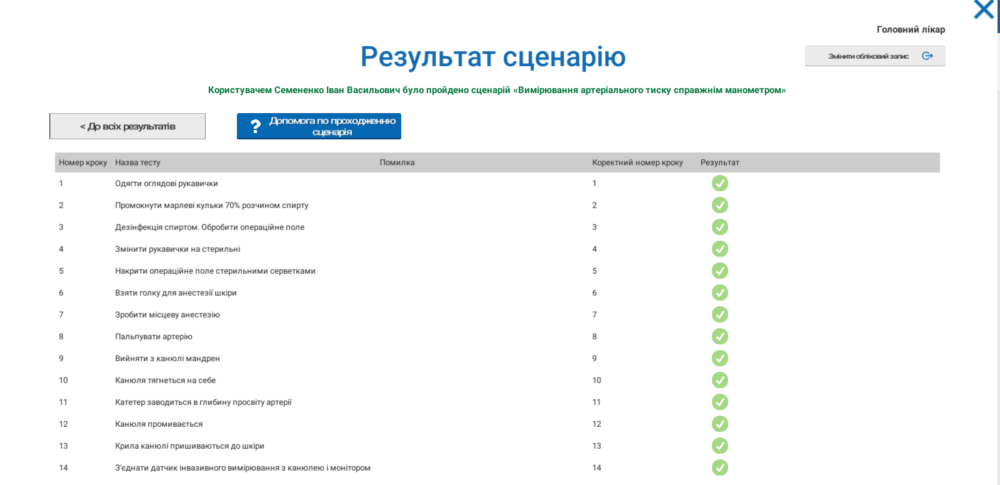 Головний лікар
Результат сценарію
Змінити обліковий запис
Користувачем Семененко Іван Васильович було пройдено сценарій «Вимірювання артеріального тиску справжнім манометром»
< До всіх результатів
? Допомога по проходженню
сценарія
Номер кроку Назва тесту Помилка Коректний номер кроку Результат
1 Одягти оглядові рукавички 1
2 Промокнути марлеві кульки 70% розчином спирту 2
3 Дезінфекція спиртом. Обробити операційне поле 3
4 Змінити рукавички на стерильні 4
5 Накрити операційне поле стерильними серветками 5
6 Взяти голку для анестезії шкіри 6
7 Зробити місцеву анестезію 7
8 Пальпувати артерію 8
9 Вийняти з канюлі мандрен 9
10 Канюля тягнеться на себе 10
11 Катетер заводиться в глибину просвіту артерії 11
12 Канюля промивається 12
13 Крила канюлі пришиваються до шкіри 13
14 З'єднати датчик інвазивного вимірювання з канюлею і монітором 14